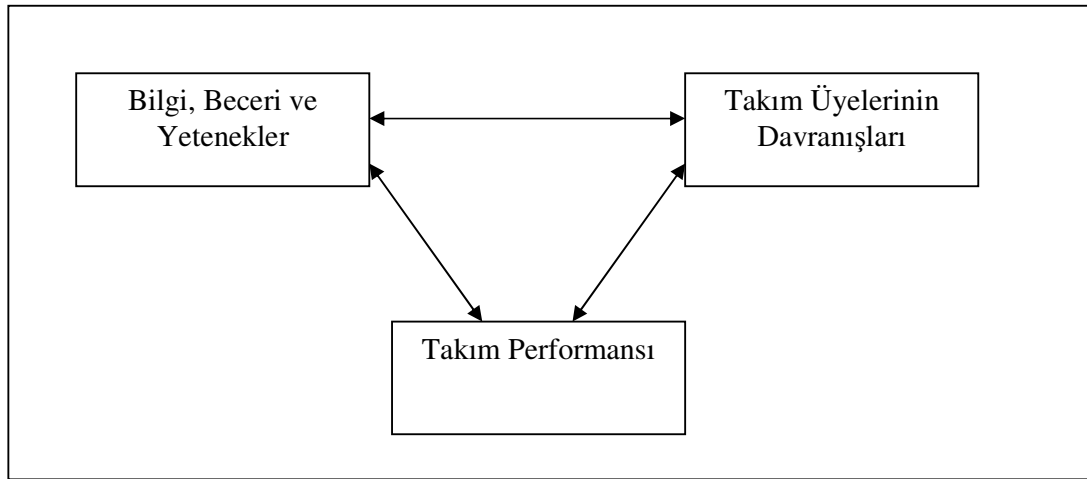 Bilgi, Beceri ve
Yetenekler
Takım Üyelerinin
Davranışları
Takım Performansı